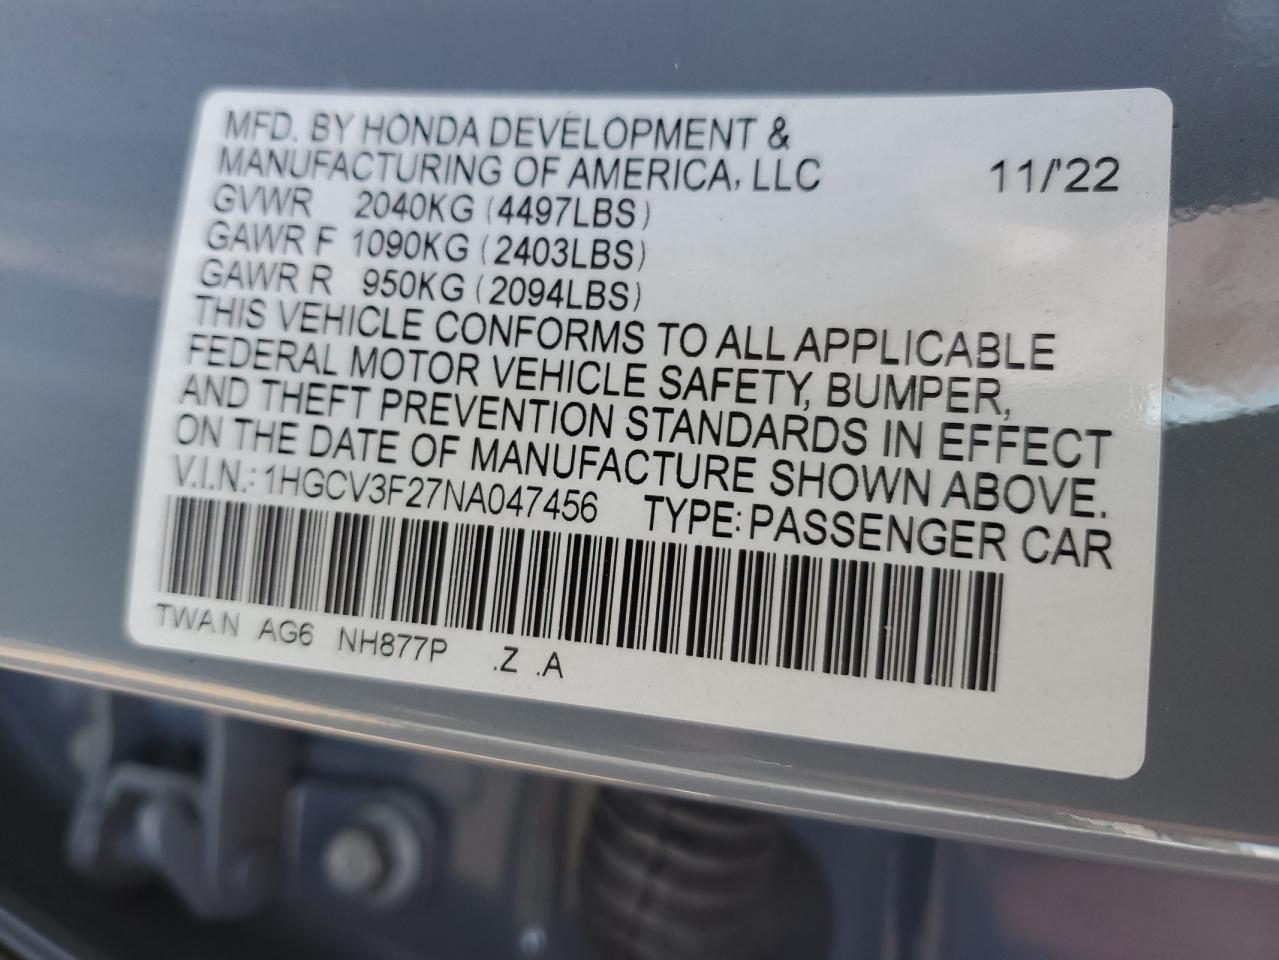 MFD. BY HONDA DEVELOPMENT &
MANUFACTURING OF AMERICA, LLC 11/'22
GVWR 2040KG (4497LBS)
GAWR F 1090KG (2403LBS)
GAWR R 950KG (2094LBS)
THIS VEHICLE CONFORMS TO ALL APPLICABLE
FEDERAL MOTOR VEHICLE SAFETY, BUMPER,
AND THEFT PREVENTION STANDARDS IN EFFECT
ON THE DATE OF MANUFACTURE SHOWN ABOVE.
V.I.N.: 1HGCV3F27NA047456 TYPE: PASSENGER CAR
TWAN AG6 NH877P .Z .A